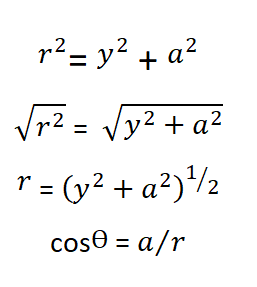 r² = y² + a²
√r² = √y² + a²
r = (y² + a²)^1/2
cosθ = a/r